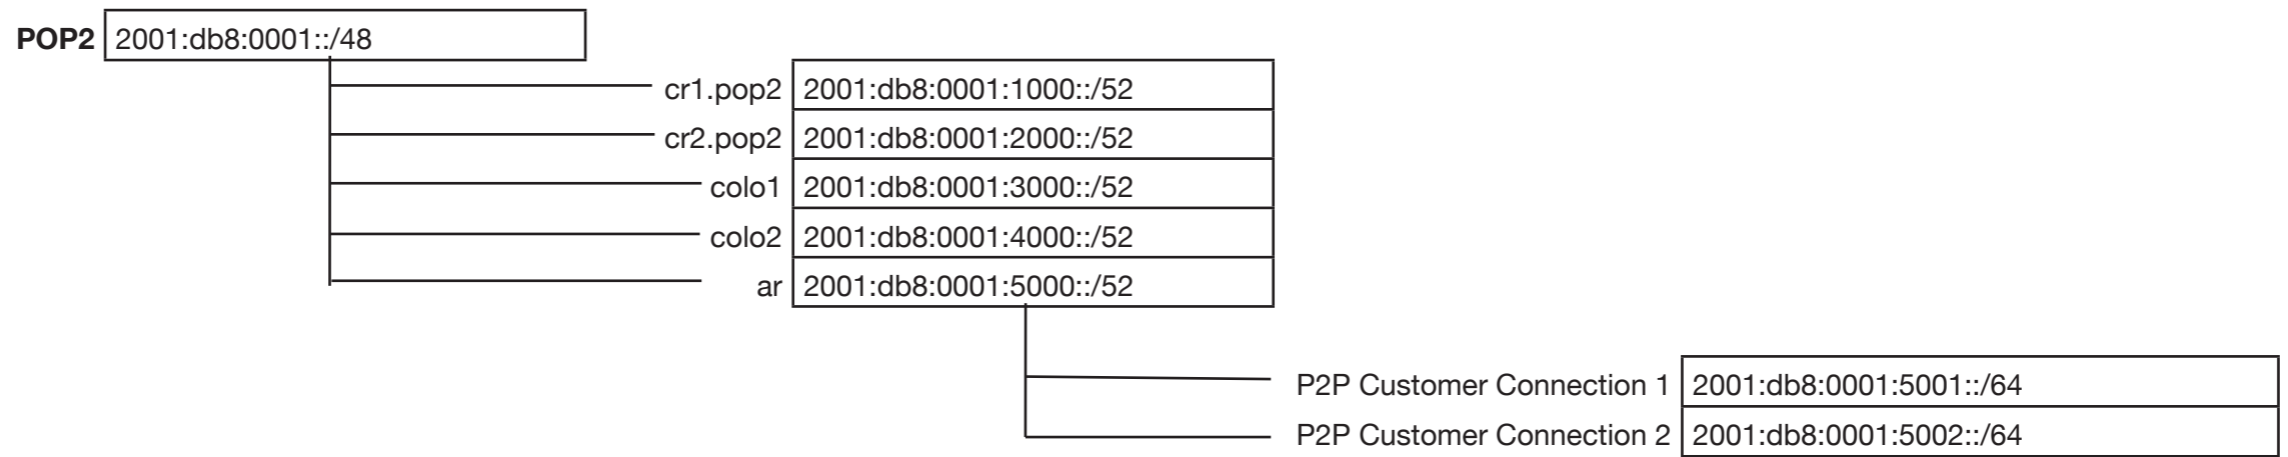 POP2 2001:db8:0001::/48
cr1.pop2 2001:db8:0001:1000::/52
cr2.pop2 2001:db8:0001:2000::/52
colo1 2001:db8:0001:3000::/52
colo2 2001:db8:0001:4000::/52
ar 2001:db8:0001:5000::/52
P2P Customer Connection 1 2001:db8:0001:5001::/64
P2P Customer Connection 2 2001:db8:0001:5002::/64